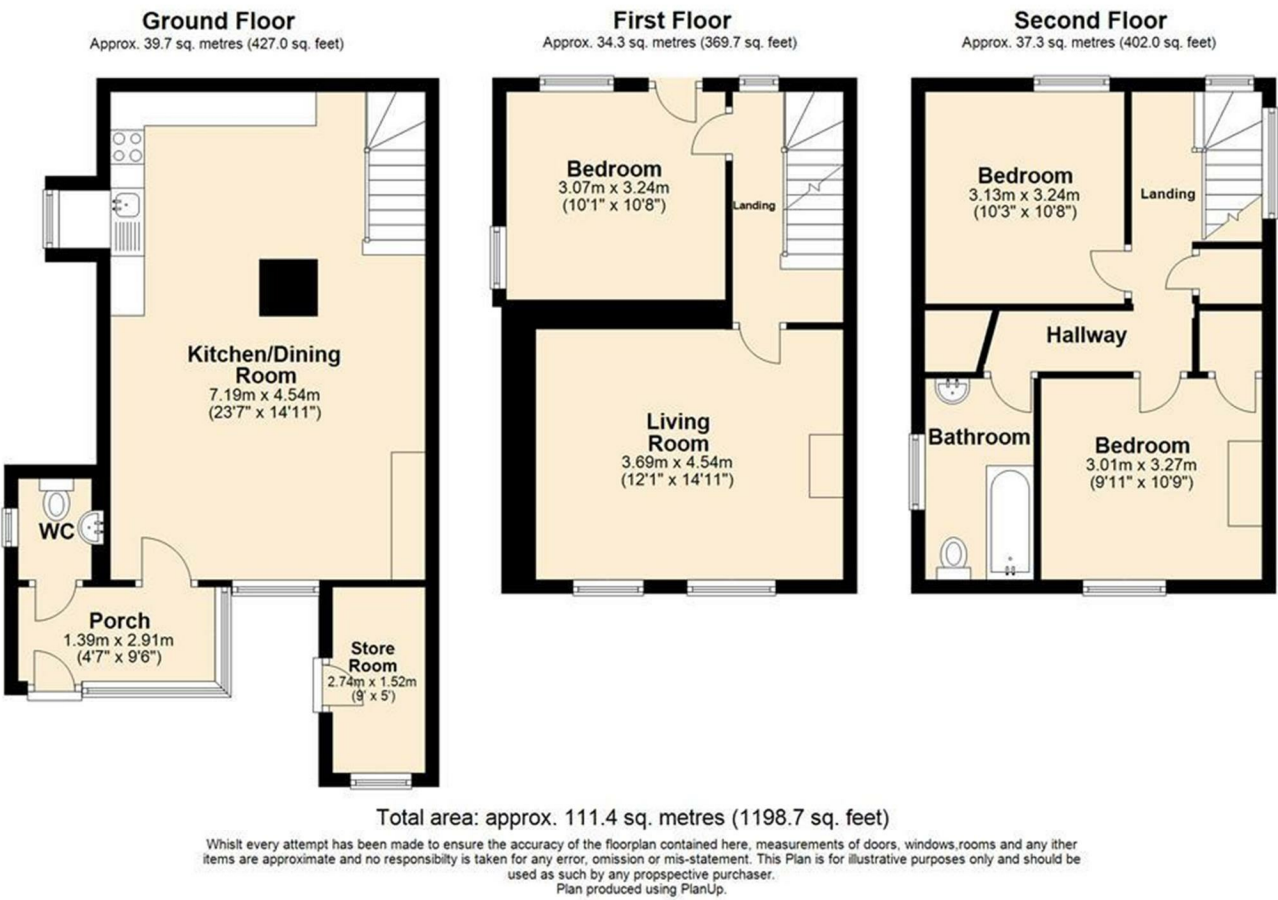 Ground Floor
Approx. 39.7 sq. metres (427.0 sq. feet)
First Floor
Approx. 34.3 sq. metres (369.7 sq. feet)
Second Floor
Approx. 37.3 sq. metres (402.0 sq. feet)
Kitchen/Dining
Room
7.19m x 4.54m
(23'7" x 14'11")
WC
Porch
1.39m x 2.91m
(4'7" x 9'6")
Store
Room
2.74m x 1.52m
(9' x 5')
Bedroom
3.07m x 3.24m
(10'1" x 10'8")
Landing
Living
Room
3.69m x 4.54m
(12'1" x 14'11")
Bedroom
3.13m x 3.24m
(10'3" x 10'8")
Landing
Hallway
Bathroom
Bedroom
3.01m x 3.27m
(9'11" x 10'9")
Total area: approx. 111.4 sq. metres (1198.7 sq. feet)
Whislt every attempt has been made to ensure the accuracy of the floorplan contained here, measurements of doors, windows,rooms and any ither
items are approximate and no responsibilty is taken for any error, omission or mis-statement. This Plan is for illustrative purposes only and should be
used as such by any propspective purchaser.
Plan produced using PlanUp.